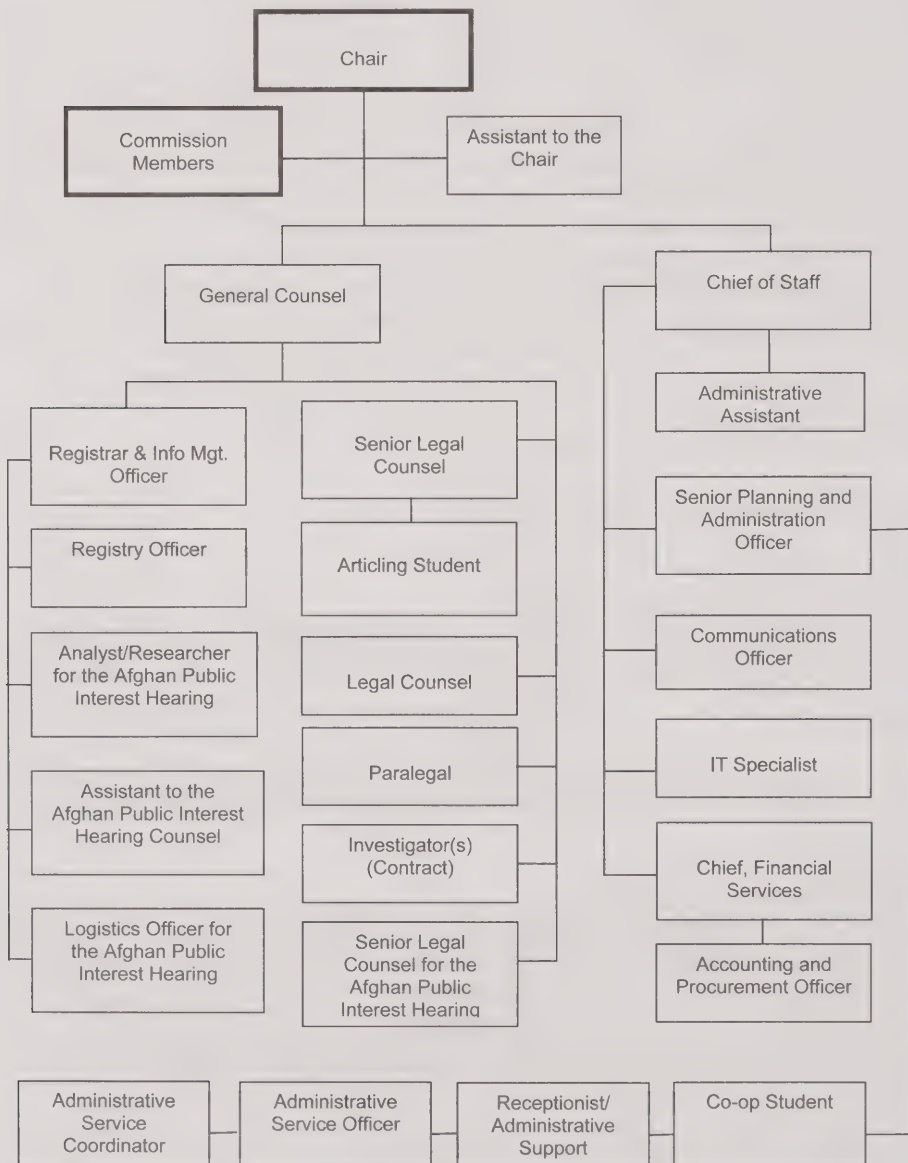 Chair
Commission
Members
Assistant to the
Chair
General Counsel
Chief of Staff
Administrative
Assistant
Registrar & Info Mgt.
Officer
Registry Officer
Analyst/Researcher
for the Afghan Public
Interest Hearing
Assistant to the
Afghan Public Interest
Hearing Counsel
Logistics Officer for
the Afghan Public
Interest Hearing
Senior Legal
Counsel
Articling Student
Legal Counsel
Paralegal
Investigator(s)
(Contract)
Senior Legal
Counsel for the
Afghan Public
Interest Hearing
Senior Planning and
Administration
Officer
Communications
Officer
IT Specialist
Chief, Financial
Services
Accounting and
Procurement Officer
Administrative
Service
Coordinator
Administrative
Service Officer
Receptionist/
Administrative
Support
Co-op Student